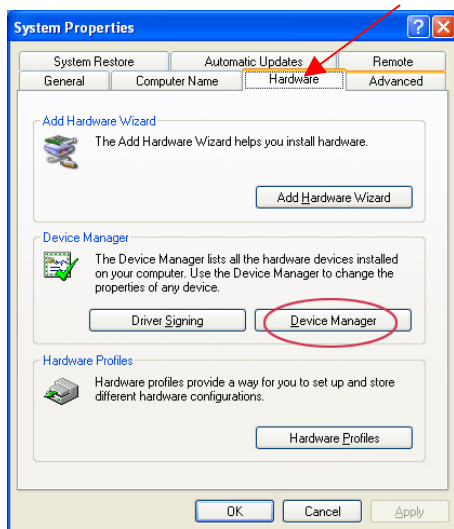 System Properties
System Restore Automatic Updates Remote
General Computer Name Hardware Advanced
Add Hardware Wizard
The Add Hardware Wizard helps you install hardware.
Add Hardware Wizard
Device Manager
The Device Manager lists all the hardware devices installed
on your computer. Use the Device Manager to change the
properties of any device.
Driver Signing Device Manager
Hardware Profiles
Hardware profiles provide a way for you to set up and store
different hardware configurations.
Hardware Profiles
OK Cancel Apply